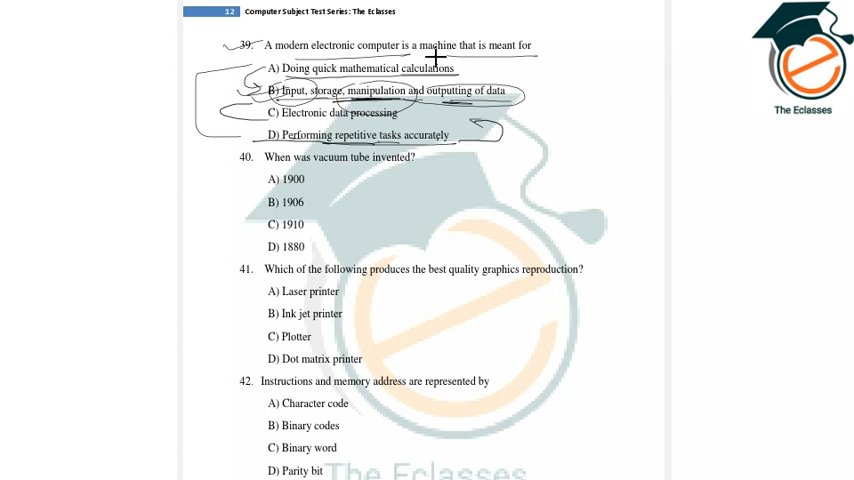 12 Computer Subject Test Series: The Eclasses
39. A modern electronic computer is a machine that is meant for
A) Doing quick mathematical calculations
B) Input, storage, manipulation and outputting of data
C) Electronic data processing
D) Performing repetitive tasks accurately
40. When was vacuum tube invented?
A) 1900
B) 1906
C) 1910
D) 1880
41. Which of the following produces the best quality graphics reproduction?
A) Laser printer
B) Ink jet printer
C) Plotter
D) Dot matrix printer
42. Instructions and memory address are represented by
A) Character code
B) Binary codes
C) Binary word
D) Parity bit
The Eclasses
The Eclasses